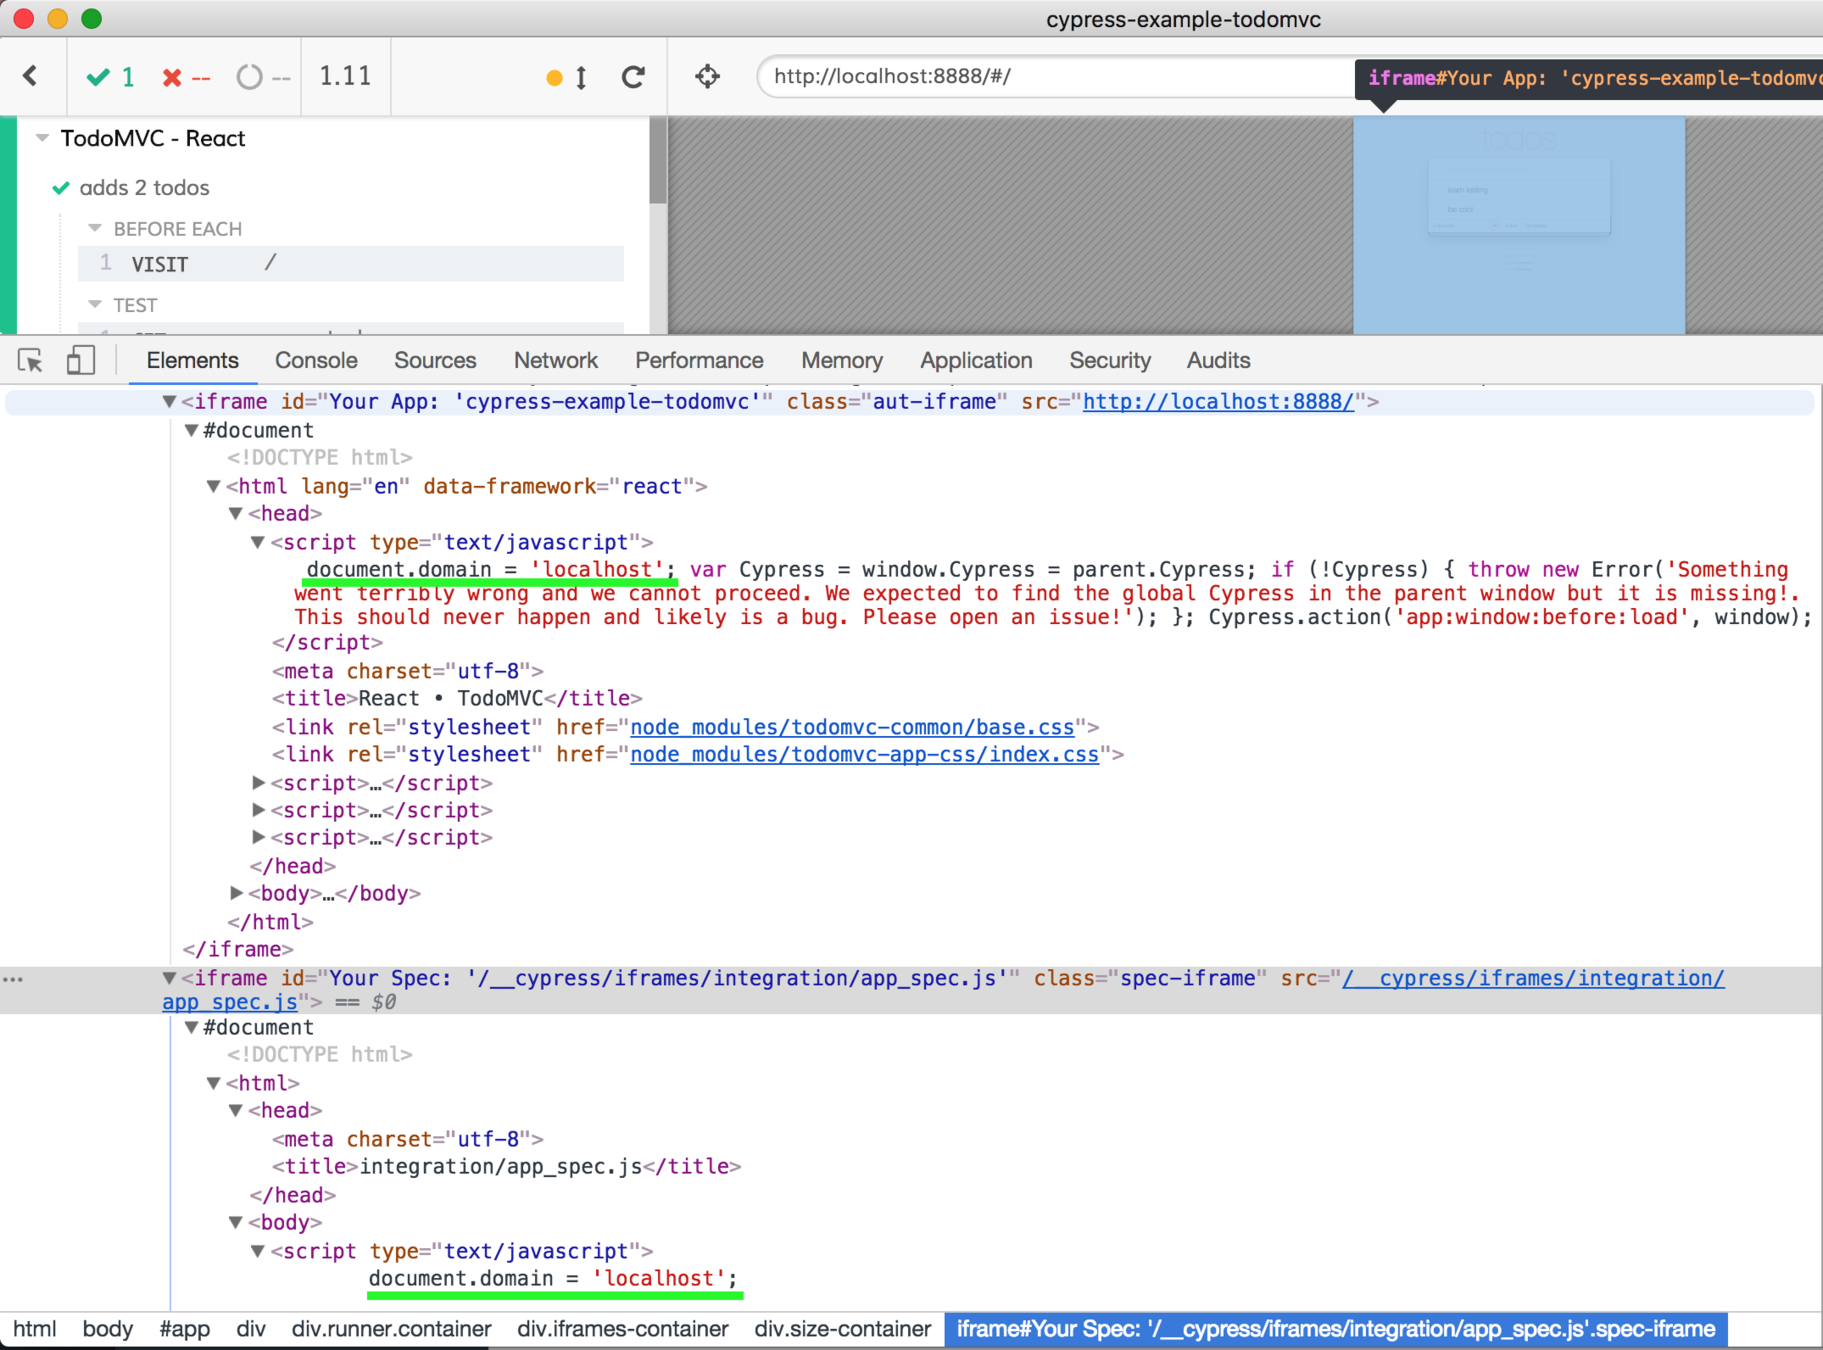 cypress-example-todomvc
1 -- -- 1.11 http://localhost:8888/#/
iframe#Your App: 'cypress-example-todomvc
TodoMVC - React
todos
adds 2 todos
learn testing
be cool
BEFORE EACH
1 VISIT /
TEST
Elements Console Sources Network Performance Memory Application Security Audits
<iframe id="Your App: 'cypress-example-todomvc'" class="aut-iframe" src="http://localhost:8888/">
#document
<!DOCTYPE html>
<html lang="en" data-framework="react">
<head>
<script type="text/javascript">
document.domain = 'localhost'; var Cypress = window.Cypress = parent.Cypress; if (!Cypress) { throw new Error('Something
went terribly wrong and we cannot proceed. We expected to find the global Cypress in the parent window but it is missing!.
This should never happen and likely is a bug. Please open an issue!'); }; Cypress.action('app:window:before:load', window);
</script>
<meta charset="utf-8">
<title>React • TodoMVC</title>
<link rel="stylesheet" href="node_modules/todomvc-common/base.css">
<link rel="stylesheet" href="node_modules/todomvc-app-css/index.css">
<script>…</script>
<script>…</script>
<script>…</script>
</head>
<body>…</body>
</html>
</iframe>
... <iframe id="Your Spec: '/__cypress/iframes/integration/app_spec.js'" class="spec-iframe" src="/__cypress/iframes/integration/
app_spec.js"> == $0
#document
<!DOCTYPE html>
<html>
<head>
<meta charset="utf-8">
<title>integration/app_spec.js</title>
</head>
<body>
<script type="text/javascript">
document.domain = 'localhost';
html body #app div div.runner.container div.iframes-container div.size-container iframe#Your Spec: '/__cypress/iframes/integration/app_spec.js'.spec-iframe